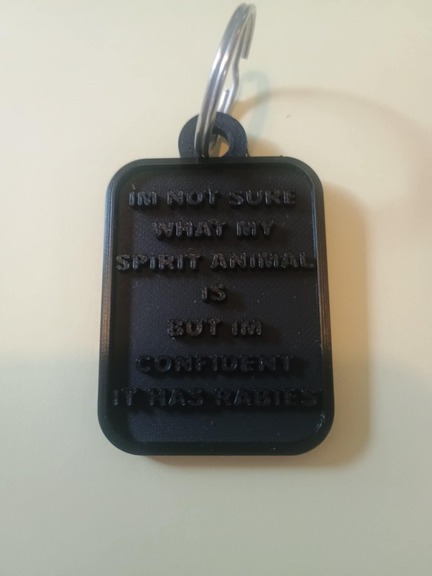 IM NOT SURE
WHAT MY
SPIRIT ANIMAL
IS
BUT IM
CONFIDENT
IT HAS RABIES